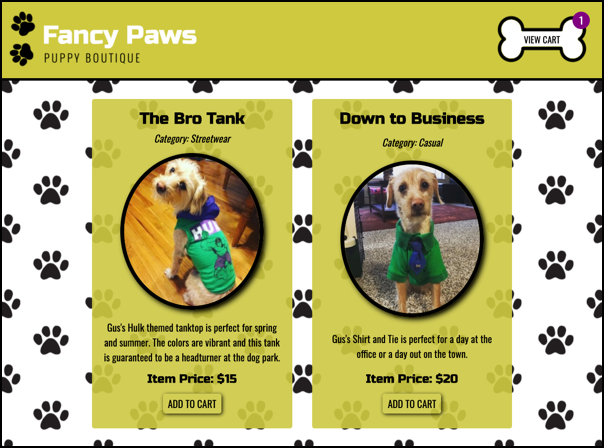 Fancy Paws
PUPPY BOUTIQUE
VIEW CART
1
The Bro Tank
Category: Streetwear
HU
Gus's Hulk themed tanktop is perfect for spring
and summer. The colors are vibrant and this tank
is guaranteed to be a headturner at the dog park.
Item Price: $15
ADD TO CART
Down to Business
Category: Casual
Gus's Shirt and Tie is perfect for a day at the
office or a day out on the town.
Item Price: $20
ADD TO CART